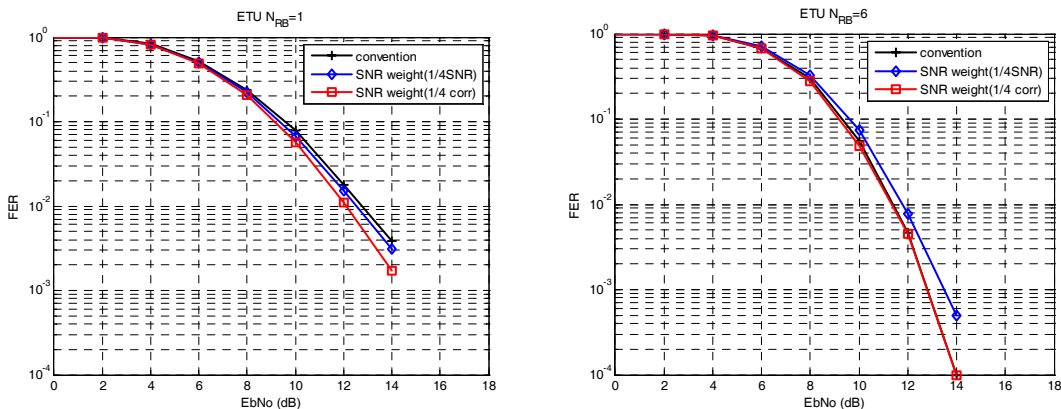 ETU N_RB=1
10^0
10^-1
10^-2
10^-3
10^-4
FER
0 2 4 6 8 10 12 14 16 18
EbNo (dB)
convention
SNR weight(1/4SNR)
SNR weight(1/4 corr)
ETU N_RB=6
10^0
10^-1
10^-2
10^-3
10^-4
FER
0 2 4 6 8 10 12 14 16 18
EbNo (dB)
convention
SNR weight(1/4SNR)
SNR weight(1/4 corr)